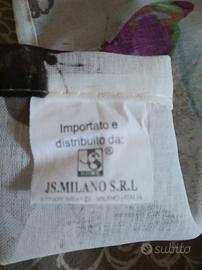 Importato e
distribuito da:
JS.MILANO S.R.L
MILANO - ITALIA
subito